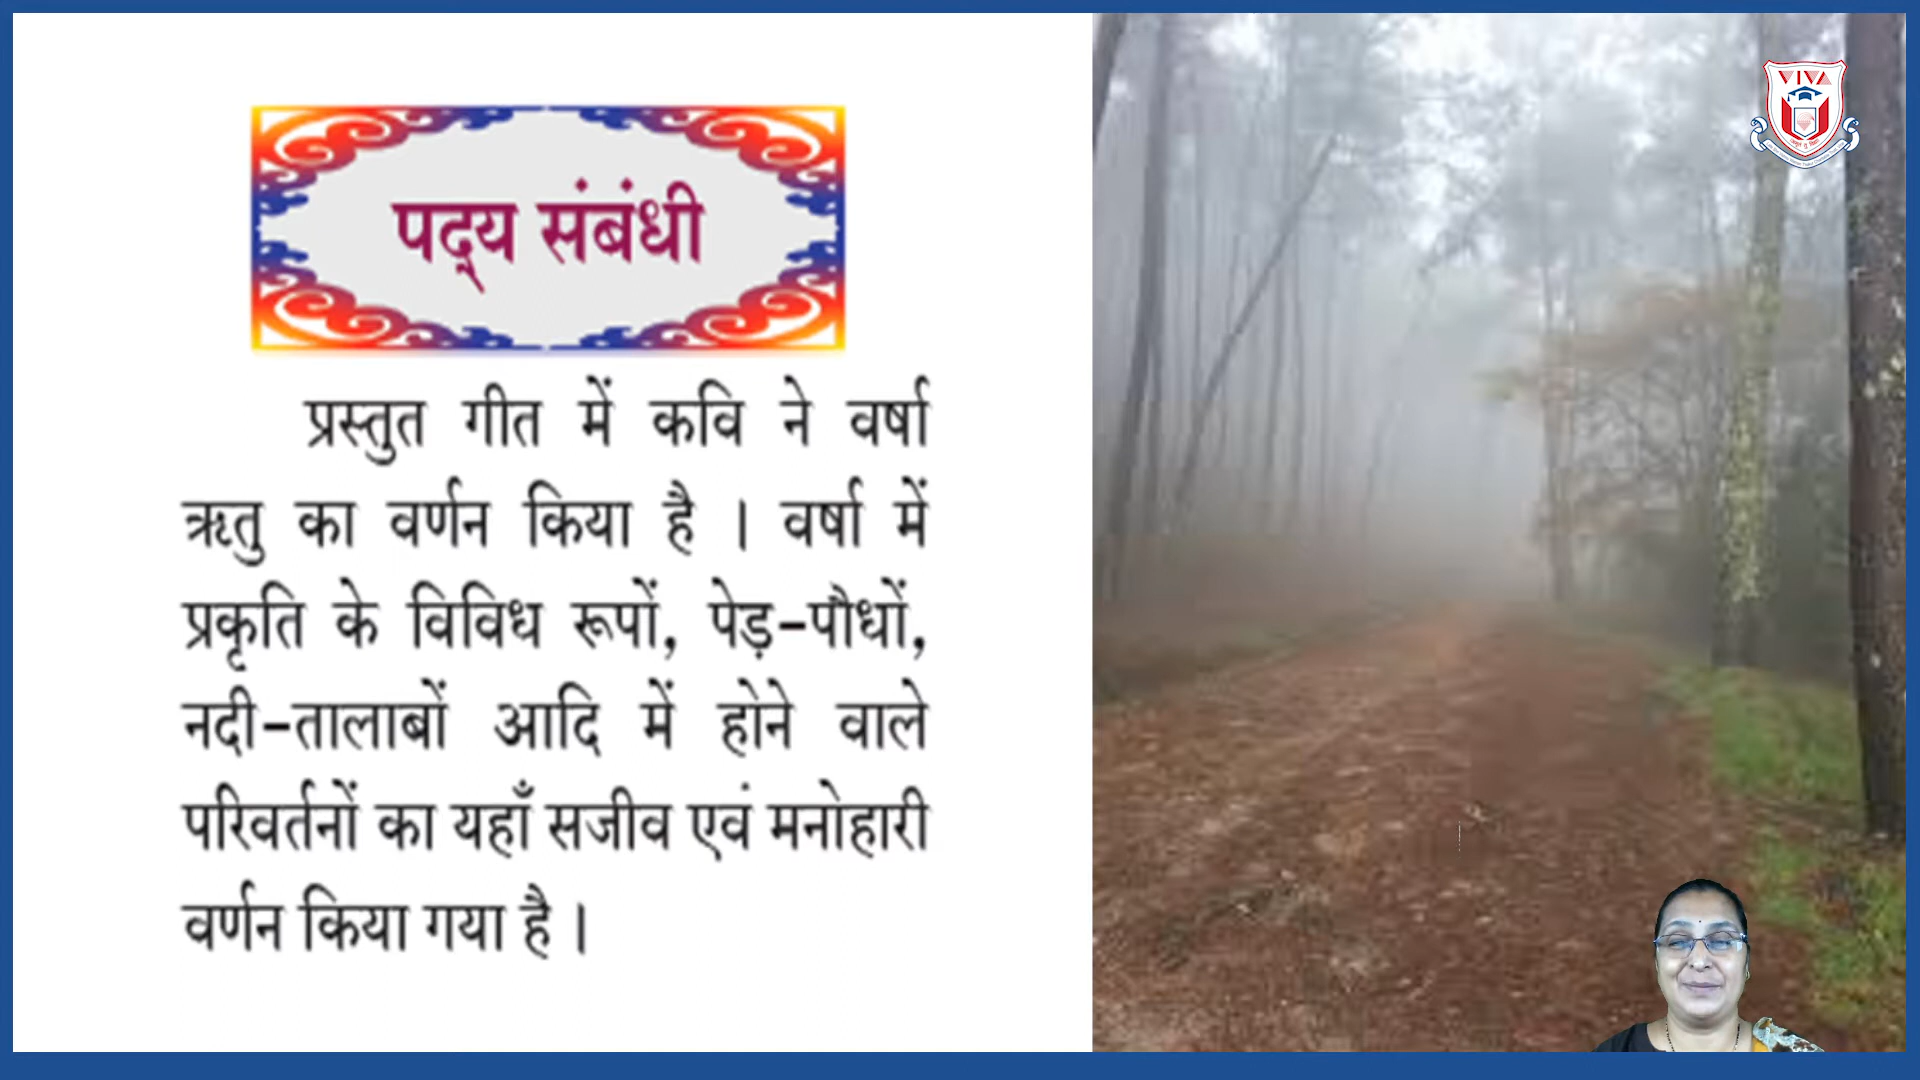 पद्य संबंधी
प्रस्तुत गीत में कवि ने वर्षा
ऋतु का वर्णन किया है । वर्षा में
प्रकृति के विविध रूपों, पेड़-पौधों,
नदी-तालाबों आदि में होने वाले
परिवर्तनों का यहाँ सजीव एवं मनोहारी
वर्णन किया गया है ।
VIVA